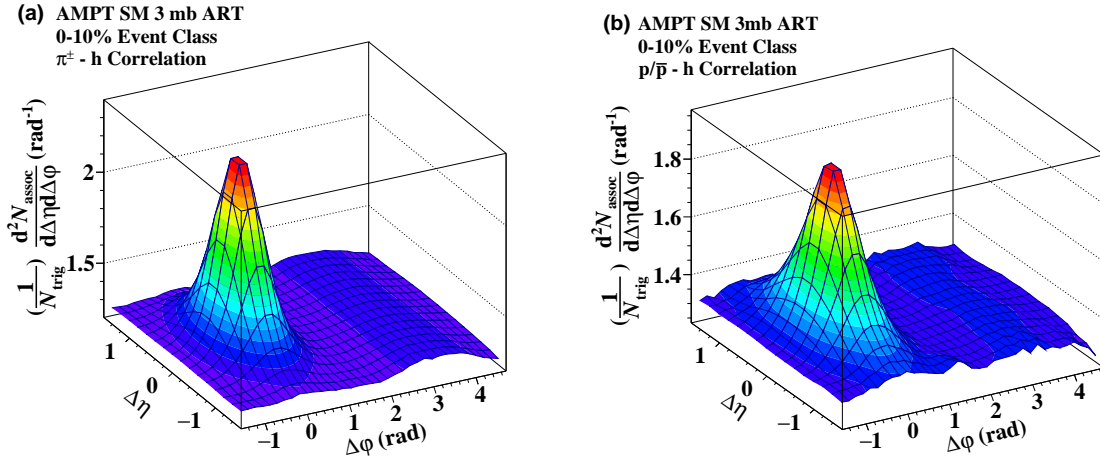 (a) AMPT SM 3 mb ART
0-10% Event Class
π± - h Correlation
(1/Ntrig) d²Nassoc/dΔηdΔφ (rad⁻¹)
2
1.5
1
0
−1
Δη
−1
0
1
2
3
4
Δφ (rad)
(b) AMPT SM 3mb ART
0-10% Event Class
p/p̅ - h Correlation
(1/Ntrig) d²Nassoc/dΔηdΔφ (rad⁻¹)
1.8
1.6
1.4
1
0
−1
Δη
−1
0
1
2
3
4
Δφ (rad)